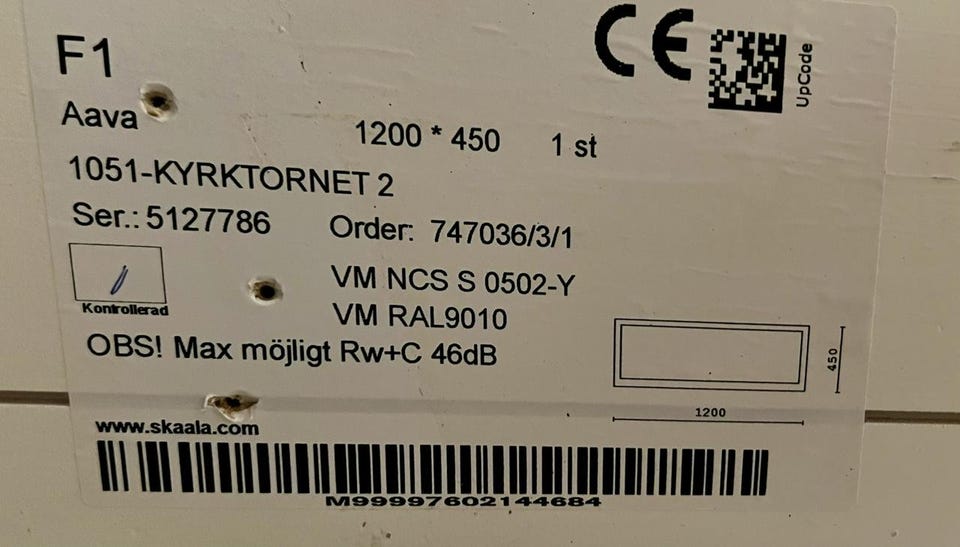 F1
CE
UpCode
Aava
1200 * 450 1 st
1051-KYRKTORNET 2
Ser.: 5127786 Order: 747036/3/1
VM NCS S 0502-Y
Kontrollerad
VM RAL9010
OBS! Max möjligt Rw+C 46dB
450
1200
www.skaala.com
M99997602144684